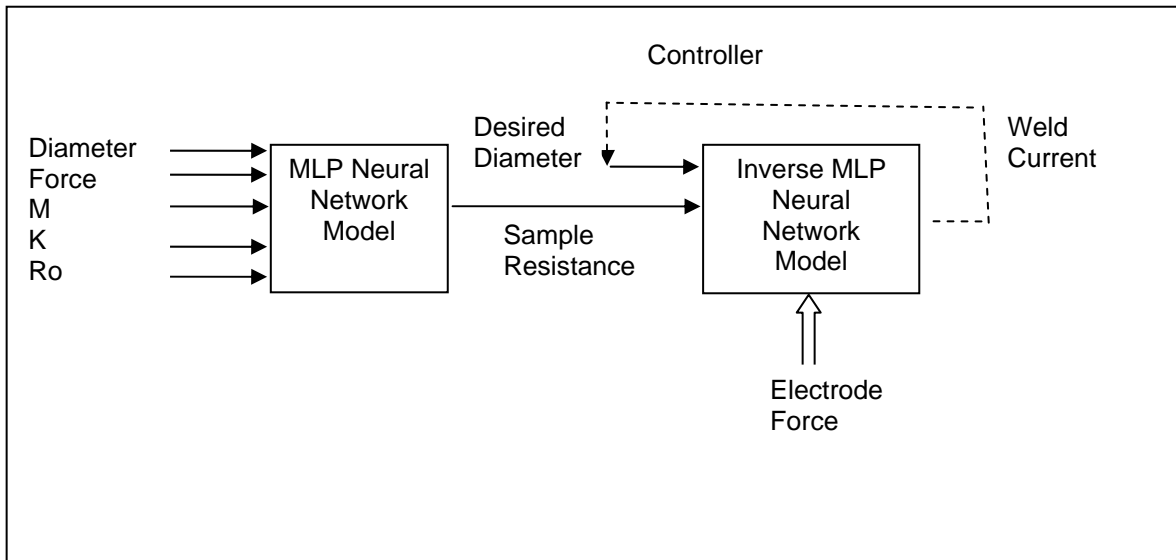 Controller
Diameter
Force
M
K
Ro
MLP Neural
Network
Model
Desired
Diameter
Sample
Resistance
Inverse MLP
Neural
Network
Model
Weld
Current
Electrode
Force